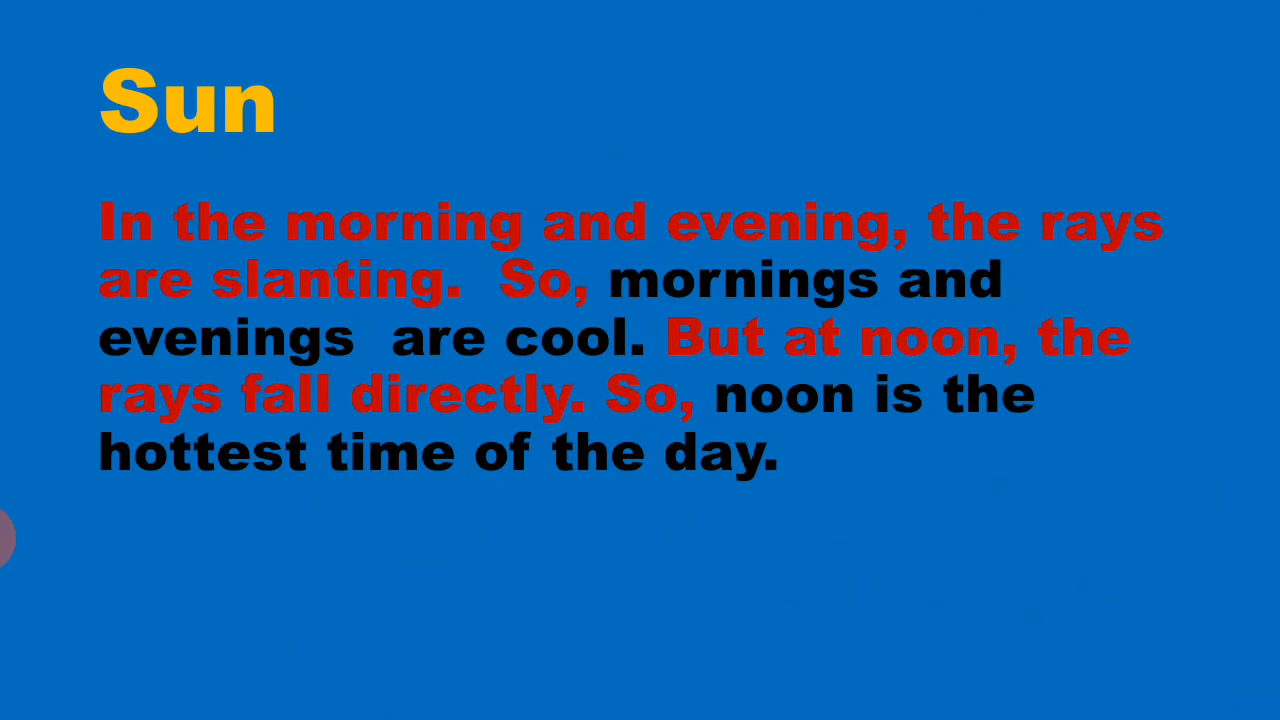 Sun
In the morning and evening, the rays
are slanting.  So, mornings and
evenings  are cool. But at noon, the
rays fall directly. So, noon is the
hottest time of the day.